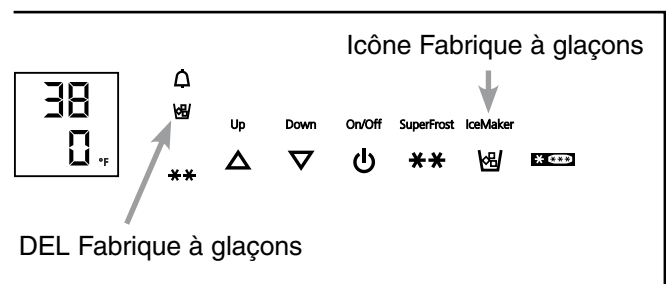 Icône Fabrique à glaçons
38
0 °F
Up Down On/Off SuperFrost IceMaker
DEL Fabrique à glaçons